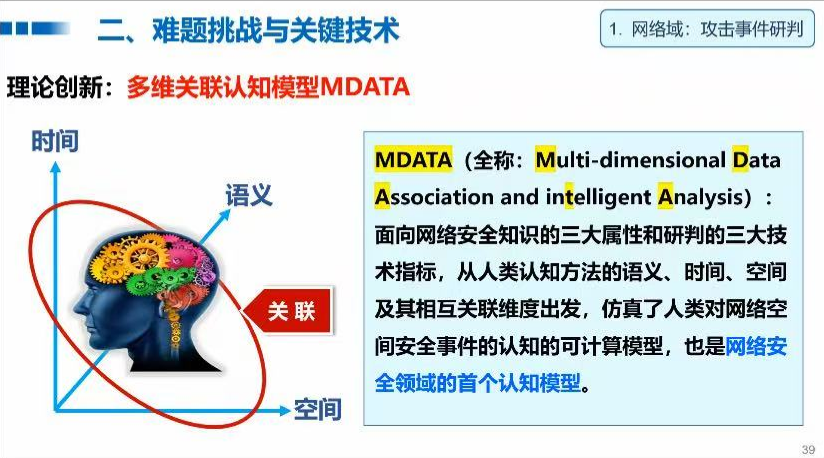 二、难题挑战与关键技术
1. 网络域：攻击事件研判
理论创新：多维关联认知模型MDATA
时间
语义
关 联
空间
MDATA（全称：Multi-dimensional Data
Association and intelligent Analysis）：
面向网络安全知识的三大属性和研判的三大技
术指标，从人类认知方法的语义、时间、空间
及其相互关联维度出发，仿真了人类对网络空
间安全事件的认知的可计算模型，也是网络安
全领域的首个认知模型。
39